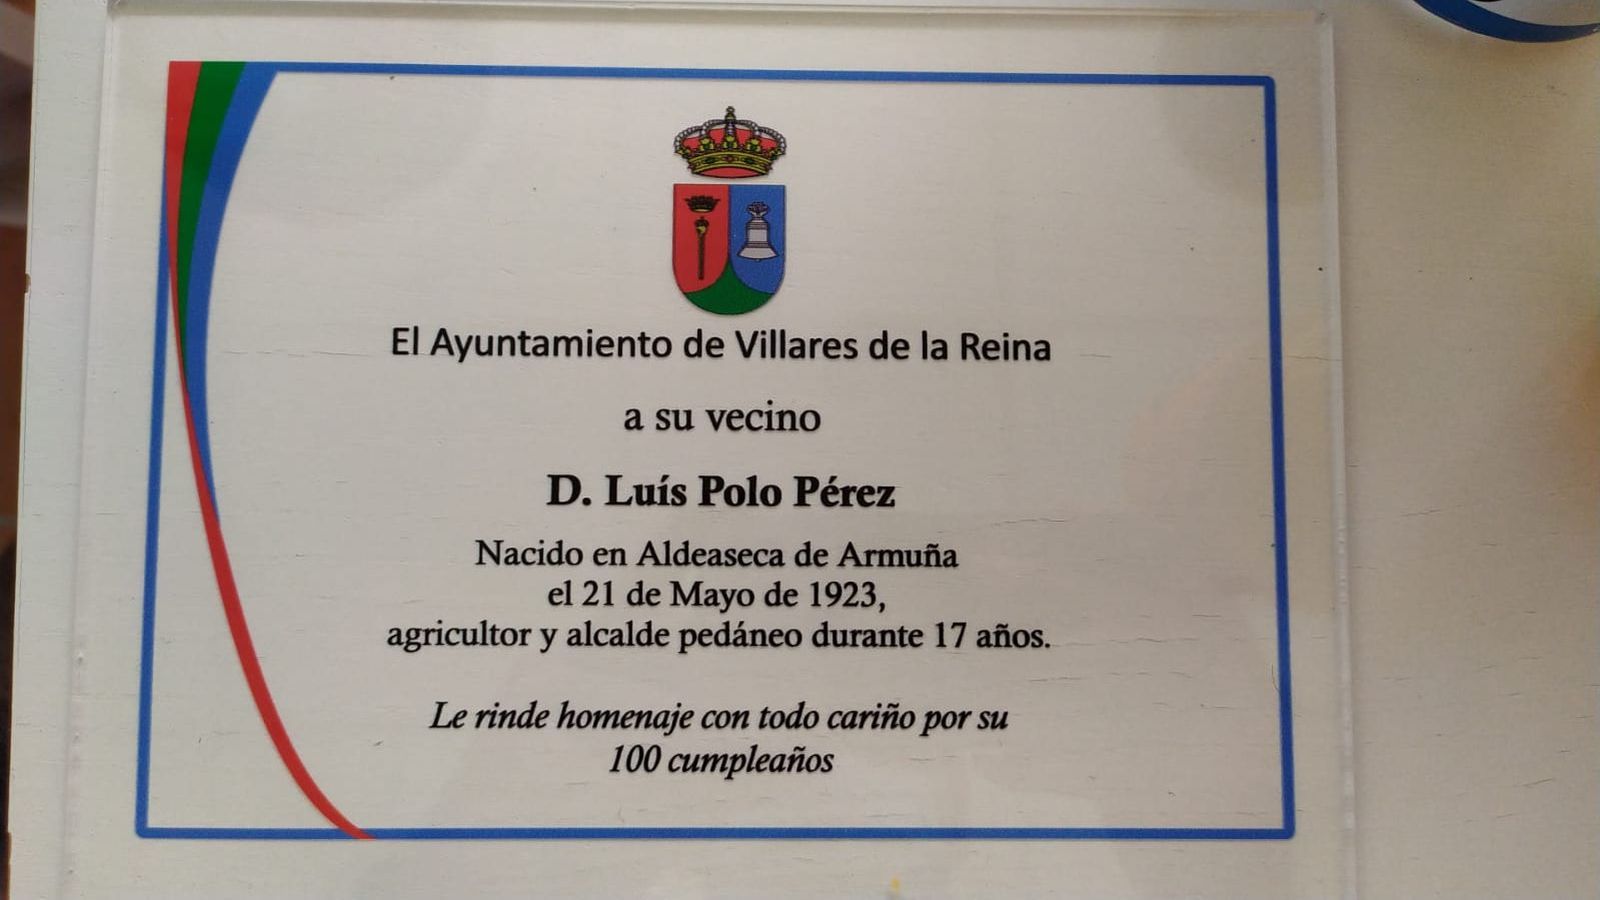 El Ayuntamiento de Villares de la Reina
a su vecino
D. Luís Polo Pérez
Nacido en Aldeaseca de Armuña
el 21 de Mayo de 1923,
agricultor y alcalde pedáneo durante 17 años.
Le rinde homenaje con todo cariño por su
100 cumpleaños